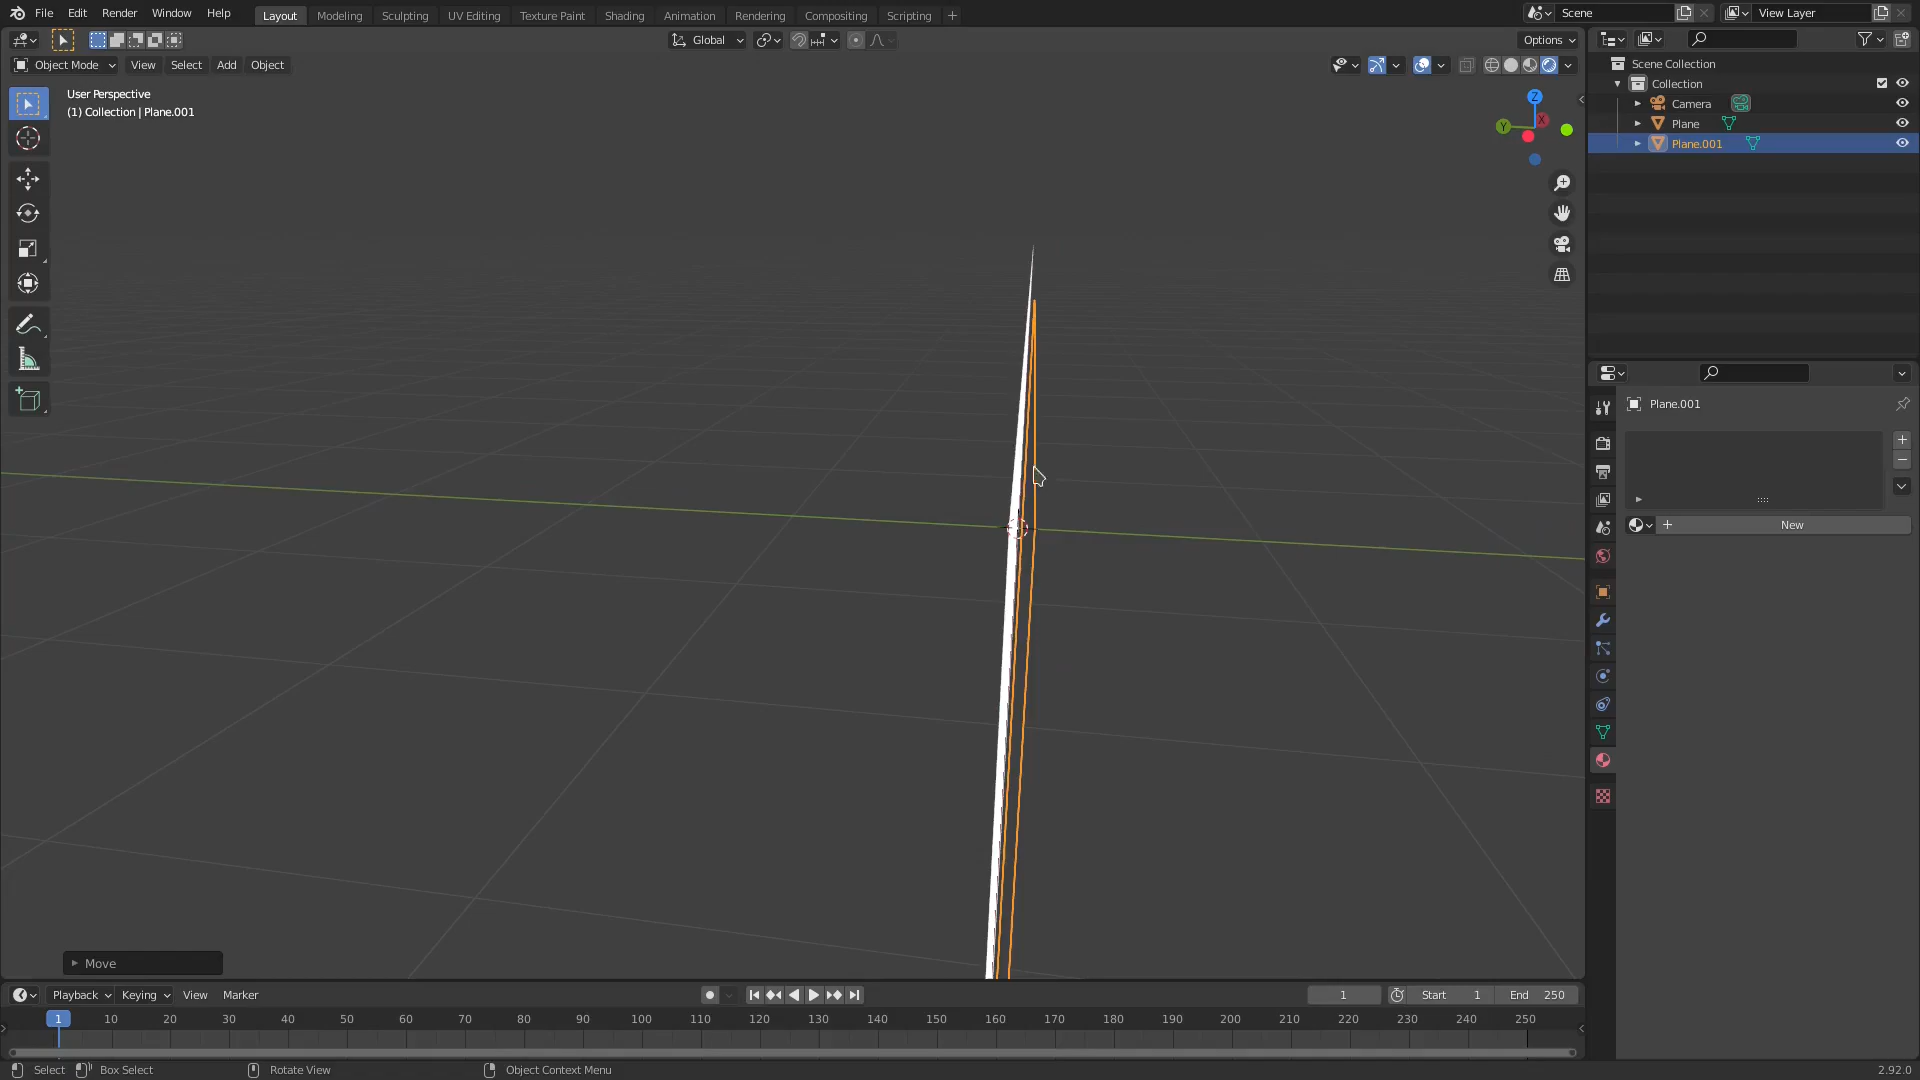 File Edit Render Window Help Layout Modeling Sculpting UV Editing Texture Paint Shading Animation Rendering Compositing Scripting Scene View Layer
Global Options
Object Mode View Select Add Object
User Perspective
(1) Collection | Plane.001
Z
Y
X
Scene Collection
Collection
Camera
Plane
Plane.001
Plane.001
New
Move
Playback Keying View Marker 1 Start 1 End 250
1 10 20 30 40 50 60 70 80 90 100 110 120 130 140 150 160 170 180 190 200 210 220 230 240 250
Select Box Select Rotate View Object Context Menu 2.92.0